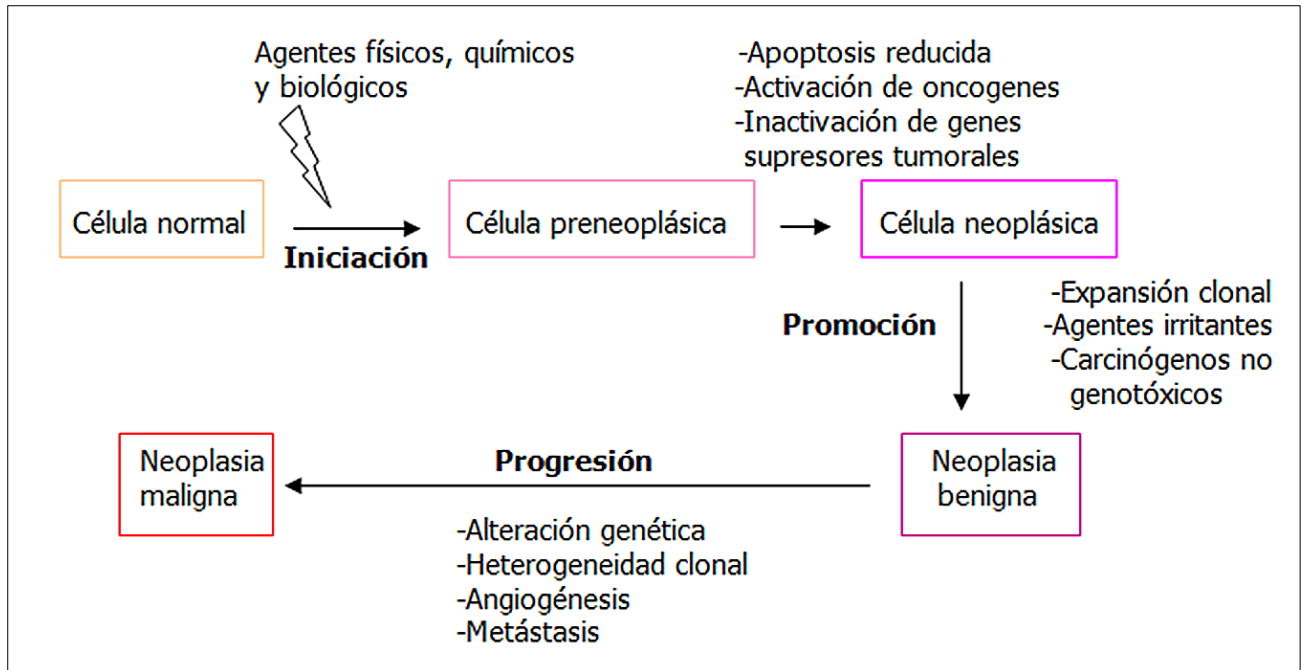 Agentes físicos, químicos
y biológicos
-Apoptosis reducida
-Activación de oncogenes
-Inactivación de genes
supresores tumorales
Célula normal
Iniciación
Célula preneoplásica
Célula neoplásica
Promoción
-Expansión clonal
-Agentes irritantes
-Carcinógenos no
genotóxicos
Neoplasia
benigna
Progresión
-Alteración genética
-Heterogeneidad clonal
-Angiogénesis
-Metástasis
Neoplasia
maligna